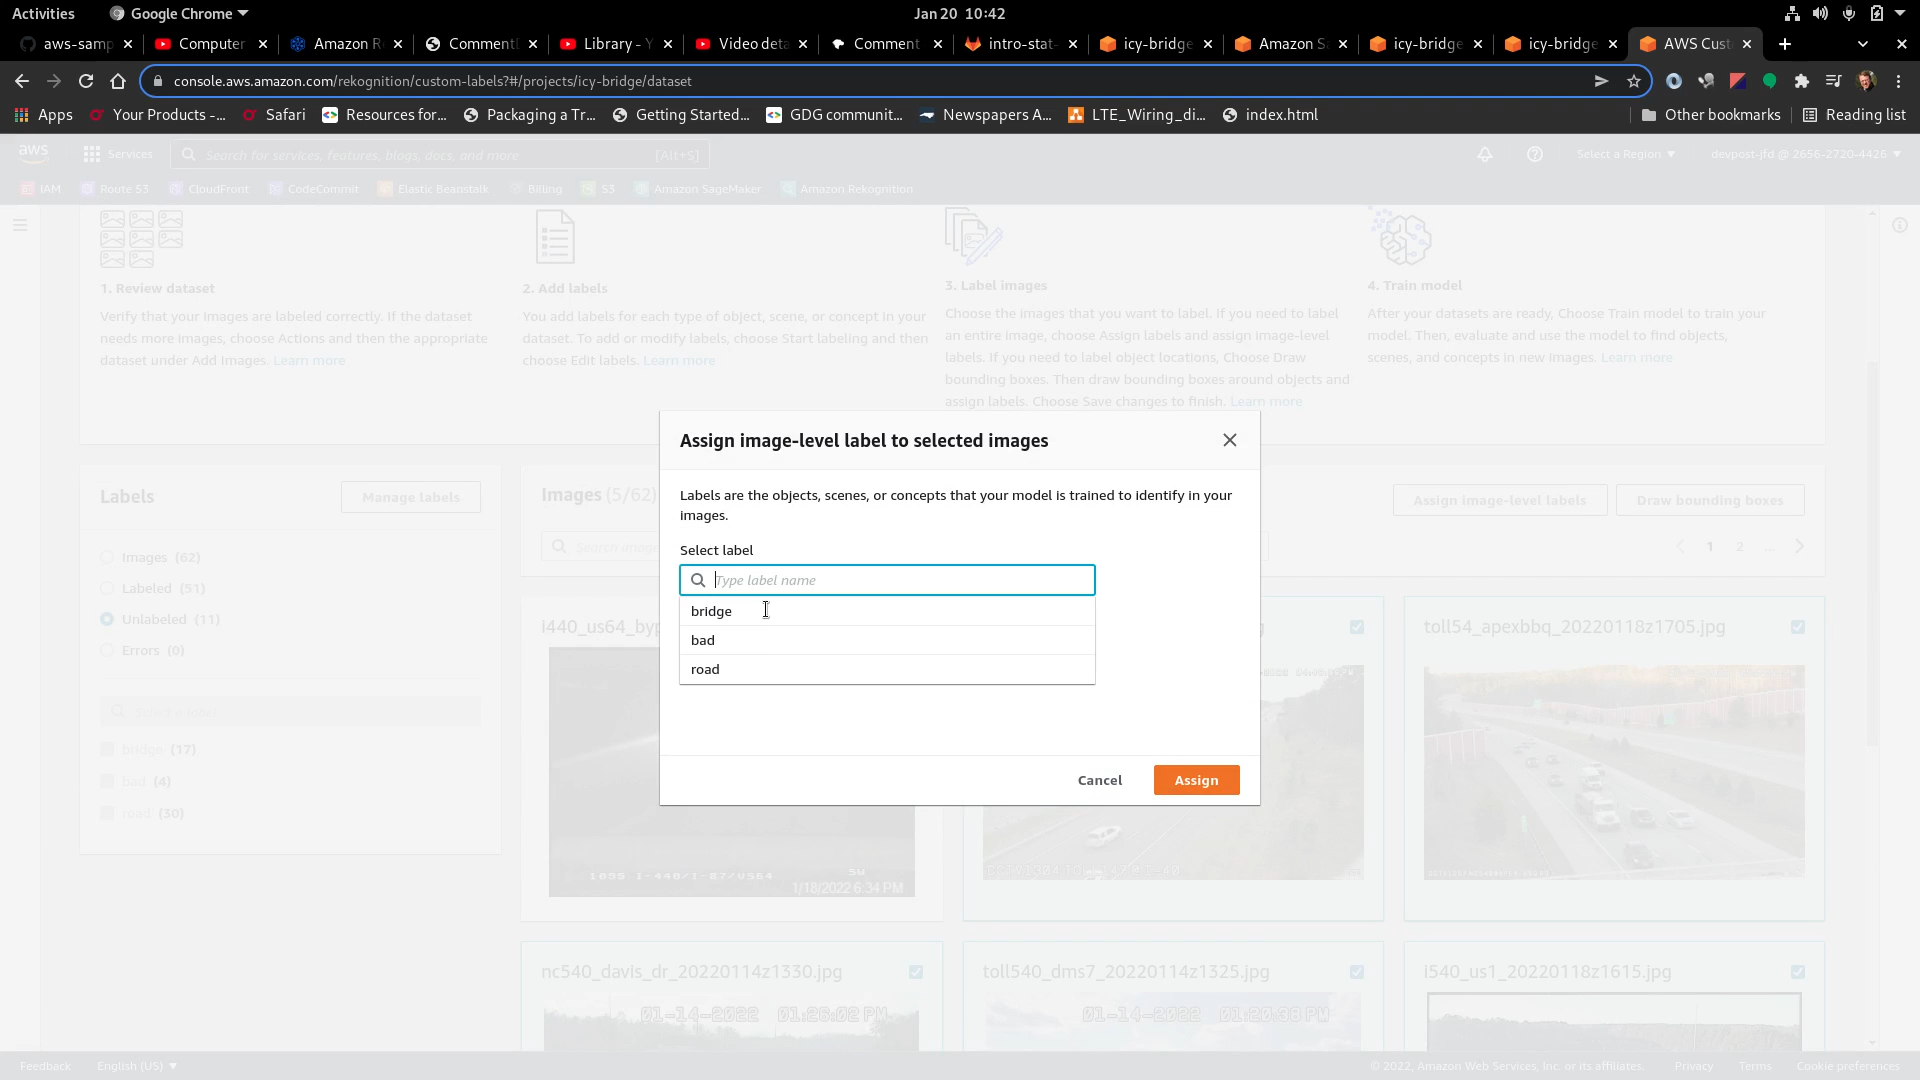 Activities
Google Chrome
Jan 20 10:42
aws-samp
Computer
Amazon R
Comment
Library - Y
Video deta
Comment
intro-stat-
icy-bridge
Amazon S
icy-bridge
icy-bridge
AWS Cust
console.aws.amazon.com/rekognition/custom-labels?#/projects/icy-bridge/dataset
Apps
Your Products -...
Safari
Resources for...
Packaging a Tr...
Getting Started...
GDG communit...
Newspapers A...
LTE_Wiring_di...
index.html
Other bookmarks
Reading list
aws
Services
Search for services, features, blogs, docs, and more
[Alt+S]
Select a Region
devpost-jfd @ 2656-2720-4426
IAM
Route 53
CloudFront
CodeCommit
Elastic Beanstalk
Billing
S3
Amazon SageMaker
Amazon Rekognition
1. Review dataset
Verify that your images are labeled correctly. If the dataset
needs more images, choose Actions and then the appropriate
dataset under Add Images. Learn more
2. Add labels
You add labels for each type of object, scene, or concept in your
dataset. To add or modify labels, choose Start labeling and then
choose Edit labels. Learn more
3. Label images
Choose the images that you want to label. If you need to label
an entire image, choose Assign labels and assign image-level
labels. If you need to label object locations, Choose Draw
bounding boxes. Then draw bounding boxes around objects and
assign labels. Choose Save changes to finish. Learn more
4. Train model
After your datasets are ready, Choose Train model to train your
model. Then, evaluate and use the model to find objects,
scenes, and concepts in new images. Learn more
Assign image-level label to selected images
Labels are the objects, scenes, or concepts that your model is trained to identify in your
images.
Select label
Type label name
bridge
bad
road
Cancel
Assign
Labels
Manage labels
Images (62)
Labeled (51)
Unlabeled (11)
Errors (0)
Select a label
bridge (17)
bad (4)
road (30)
Images (5/62)
Assign image-level labels
Draw bounding boxes
Search
1
2
...
i440_us64_byp
toll54_apexbbq_20220118z1705.jpg
1/18/2022 6:34 PM
nc540_davis_dr_20220114z1330.jpg
toll540_dms7_20220114z1325.jpg
i540_us1_20220118z1615.jpg
01-14-2022 01:26:02 PM
01-14-2022 01:20:38 PM
Feedback
English (US)
© 2022, Amazon Web Services, Inc. or its affiliates.
Privacy
Terms
Cookie preferences